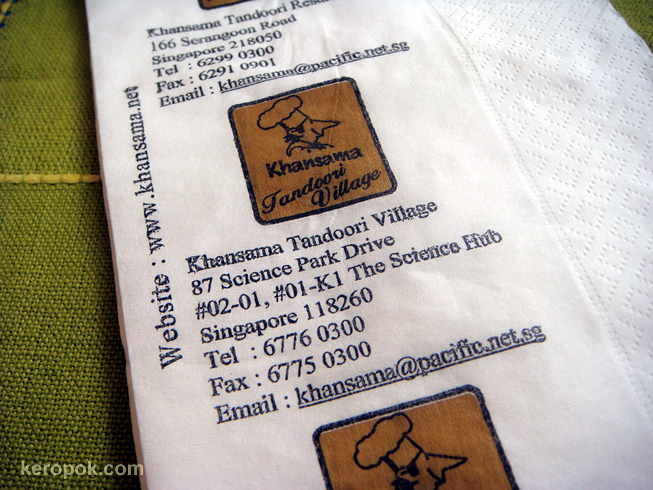 Khansama Tandoori
166 Serangoon Road
Singapore 218050
Tel : 6299 0300
Fax : 6291 0901
Email : khansama@pacific.net.sg
Website : www.khansama.net
Khansama
Tandoori
Village
Khansama Tandoori Village
87 Science Park Drive
#02-01, #01-K1 The Science Hub
Singapore 118260
Tel : 6776 0300
Fax : 6775 0300
Email : khansama@pacific.net.sg
keropok.com